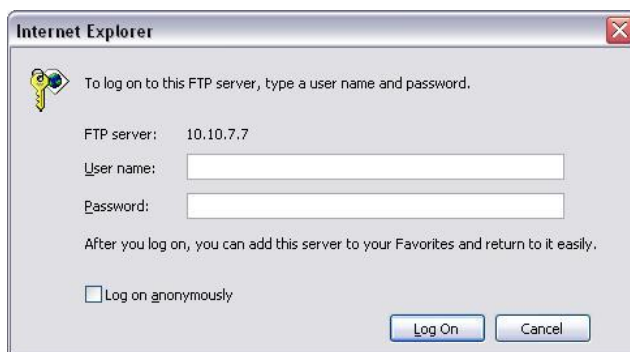 Internet Explorer
To log on to this FTP server, type a user name and password.
FTP server: 10.10.7.7
User name:
Password:
After you log on, you can add this server to your Favorites and return to it easily.
Log on anonymously
Log On Cancel